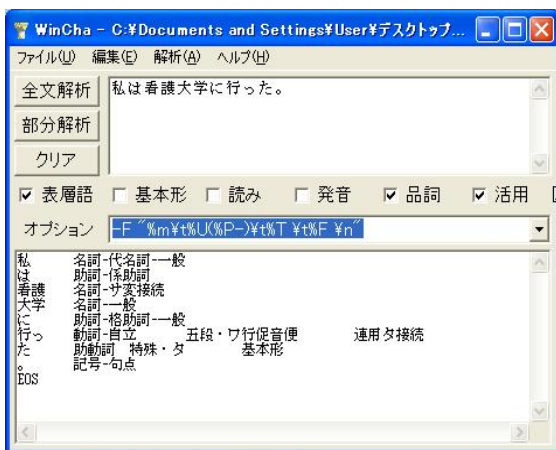 WinCha - C:¥Documents and Settings¥User¥デスクトップ...
ファイル(U) 編集(E) 解析(A) ヘルプ(H)
全文解析 私は看護大学に行った。
部分解析
クリア
表層語 基本形 読み 発音 品詞 活用
オプション -F "%m¥t%U(%P-)¥t%T ¥t%F ¥n"
私 名詞-代名詞-一般
は 助詞-係助詞
看護 名詞-サ変接続
大学 名詞-一般
に 助詞-格助詞-一般
行っ 動詞-自立 五段・ワ行促音便 連用タ接続
た 助動詞 特殊・タ 基本形
。 記号-句点
EOS